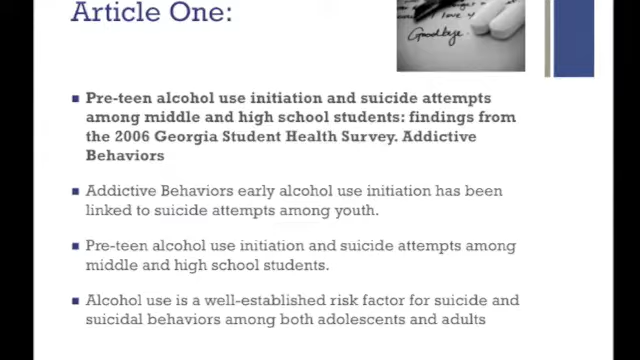 Article One:
I love y
Goodbye.
Pre-teen alcohol use initiation and suicide attempts
among middle and high school students: findings from
the 2006 Georgia Student Health Survey. Addictive
Behaviors
Addictive Behaviors early alcohol use initiation has been
linked to suicide attempts among youth.
Pre-teen alcohol use initiation and suicide attempts among
middle and high school students.
Alcohol use is a well-established risk factor for suicide and
suicidal behaviors among both adolescents and adults